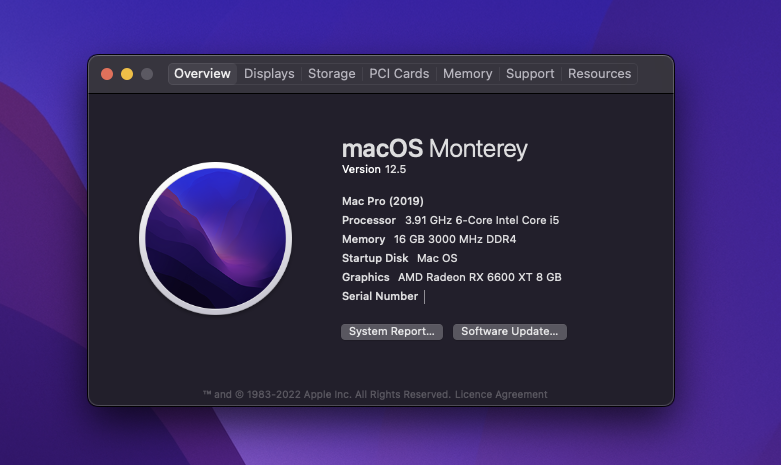 Overview Displays Storage PCI Cards Memory Support Resources
macOS Monterey
Version 12.5
Mac Pro (2019)
Processor 3.91 GHz 6-Core Intel Core i5
Memory 16 GB 3000 MHz DDR4
Startup Disk Mac OS
Graphics AMD Radeon RX 6600 XT 8 GB
Serial Number
System Report... Software Update...
™ and © 1983-2022 Apple Inc. All Rights Reserved. Licence Agreement